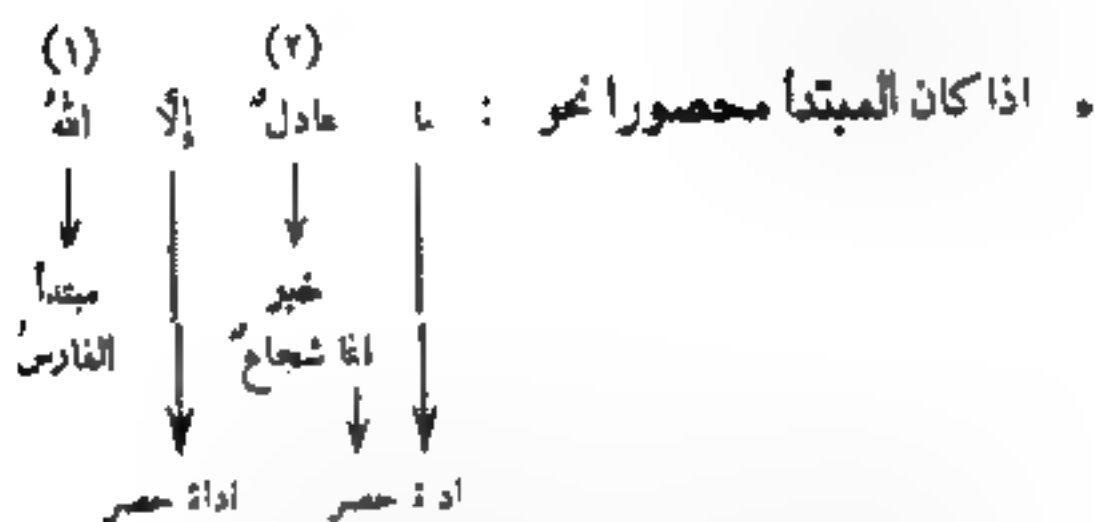 (٢) (١)
• اذا كان المبتدأ محصورا نحو : ما عادلٌ إلّا اللهُ
خبر مبتدأ
انما شجاعٌ الفارسُ
اداة حصر اداة حصر